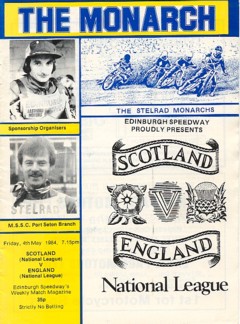 THE MONARCH
Sponsorship Organisers
THE STELRAD MONARCHS
EDINBURGH SPEEDWAY
PROUDLY PRESENTS
SCOTLAND
V
ENGLAND
National League
STELRAD
M.S.S.C. Port Seton Branch
Friday, 4th May 1984, 7.15pm
SCOTLAND
(National League)
V
ENGLAND
(National League)
Edinburgh Speedway's
Weekly Match Magazine
Strictly No Betting